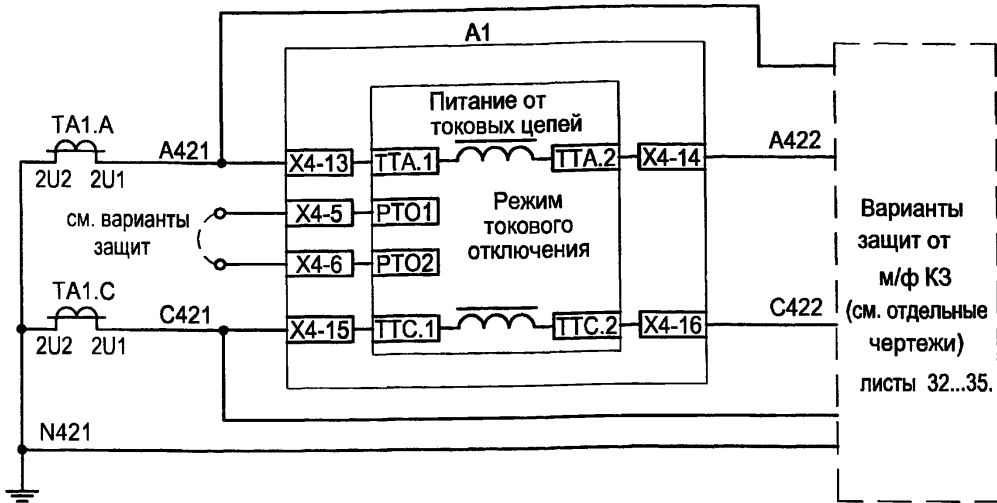 A1
Питание от
токовых цепей
TA1.A
A421
2U2 2U1
X4-13
TTA.1
TTA.2
X4-14
A422
см. варианты
защит
X4-5
PTO1
X4-6
PTO2
Режим
токового
отключения
TA1.C
C421
2U2 2U1
X4-15
TTC.1
TTC.2
X4-16
C422
N421
Варианты
защит от
м/ф КЗ
(см. отдельные
чертежи)
листы 32...35.